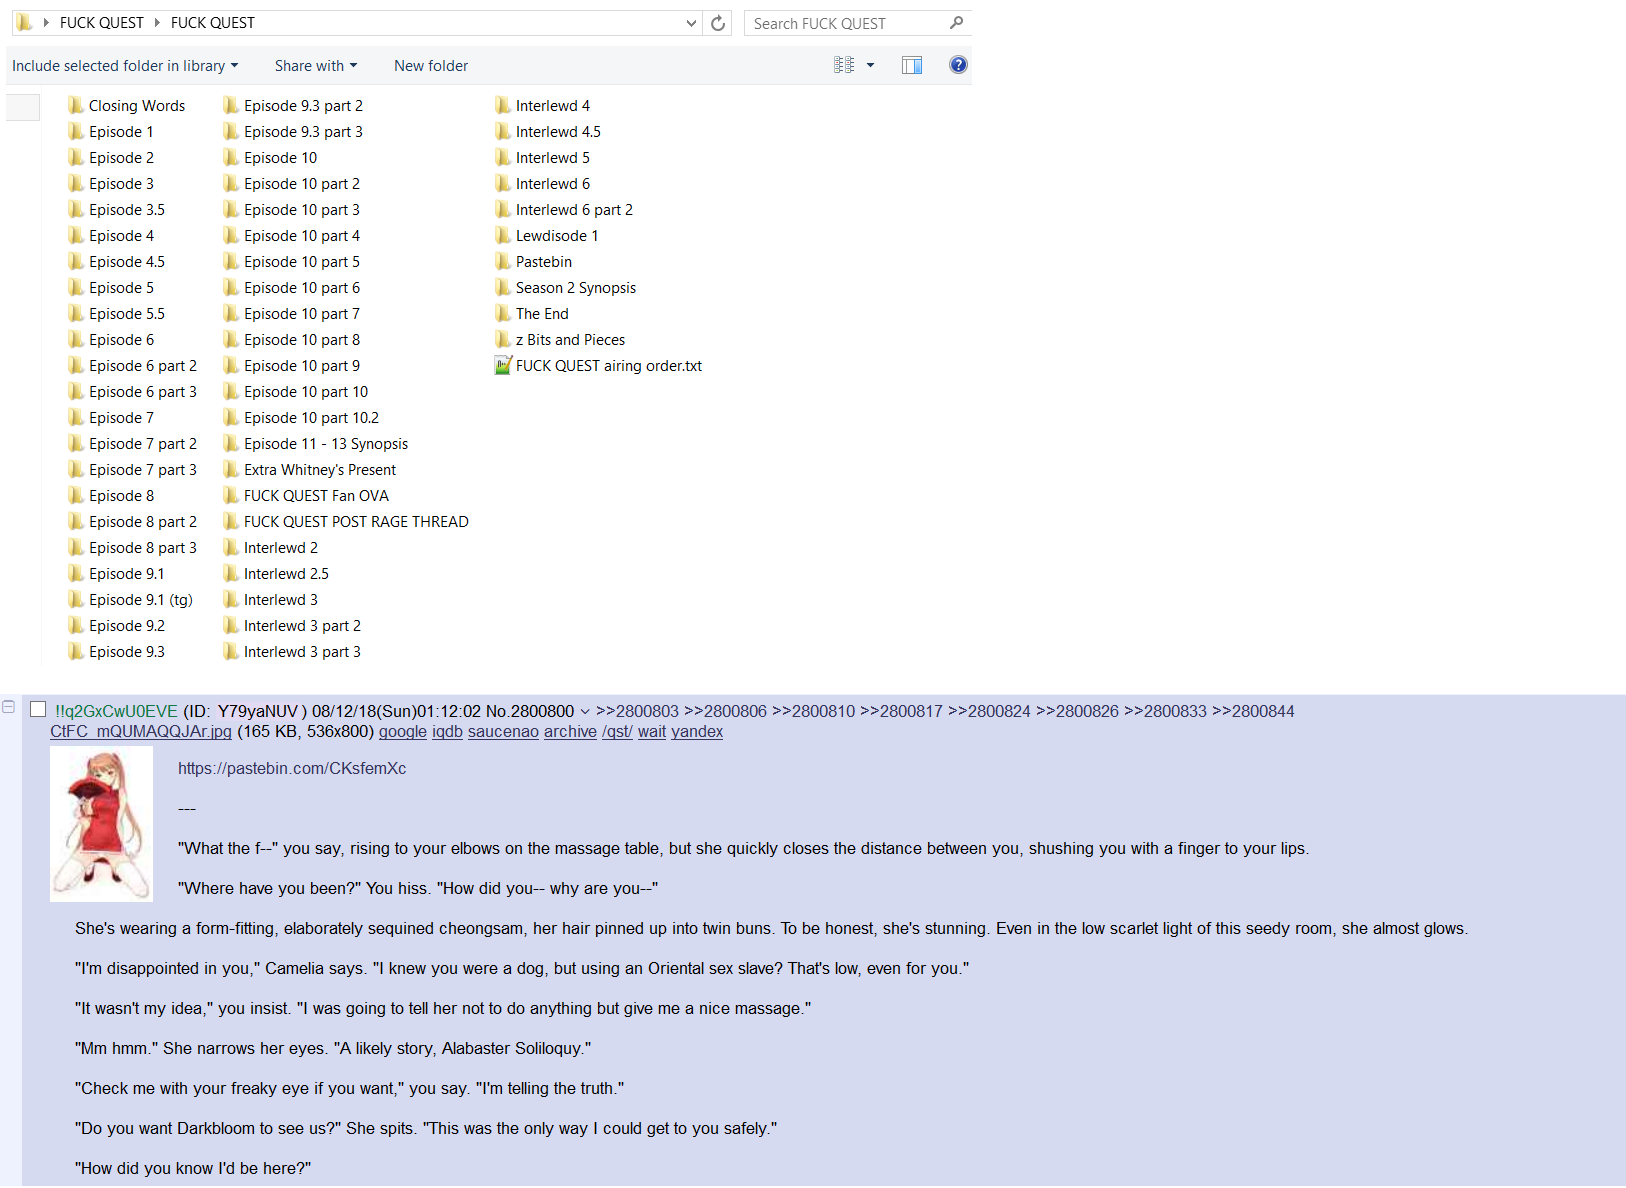 FUCK QUEST FUCK QUEST
Search FUCK QUEST
Include selected folder in library Share with New folder
Closing Words
Episode 1
Episode 2
Episode 3
Episode 3.5
Episode 4
Episode 4.5
Episode 5
Episode 5.5
Episode 6
Episode 6 part 2
Episode 6 part 3
Episode 7
Episode 7 part 2
Episode 7 part 3
Episode 8
Episode 8 part 2
Episode 8 part 3
Episode 9.1
Episode 9.1 (tg)
Episode 9.2
Episode 9.3
Episode 9.3 part 2
Episode 9.3 part 3
Episode 10
Episode 10 part 2
Episode 10 part 3
Episode 10 part 4
Episode 10 part 5
Episode 10 part 6
Episode 10 part 7
Episode 10 part 8
Episode 10 part 9
Episode 10 part 10
Episode 10 part 10.2
Episode 11 - 13 Synopsis
Extra Whitney's Present
FUCK QUEST Fan OVA
FUCK QUEST POST RAGE THREAD
Interlewd 2
Interlewd 2.5
Interlewd 3
Interlewd 3 part 2
Interlewd 3 part 3
Interlewd 4
Interlewd 4.5
Interlewd 5
Interlewd 6
Interlewd 6 part 2
Lewdisode 1
Pastebin
Season 2 Synopsis
The End
z Bits and Pieces
FUCK QUEST airing order.txt
!!q2GxCwU0EVE (ID: Y79yaNUV ) 08/12/18(Sun)01:12:02 No.2800800 >>2800803 >>2800806 >>2800810 >>2800817 >>2800824 >>2800826 >>2800833 >>2800844
CtFC_mQUMAQQJAr.jpg (165 KB, 536x800) google iqdb saucenao archive /qst/ wait yandex
https://pastebin.com/CKsfemXc
---
"What the f--" you say, rising to your elbows on the massage table, but she quickly closes the distance between you, shushing you with a finger to your lips.
"Where have you been?" You hiss. "How did you-- why are you--"
She's wearing a form-fitting, elaborately sequined cheongsam, her hair pinned up into twin buns. To be honest, she's stunning. Even in the low scarlet light of this seedy room, she almost glows.
"I'm disappointed in you," Camelia says. "I knew you were a dog, but using an Oriental sex slave? That's low, even for you."
"It wasn't my idea," you insist. "I was going to tell her not to do anything but give me a nice massage."
"Mm hmm." She narrows her eyes. "A likely story, Alabaster Soliloquy."
"Check me with your freaky eye if you want," you say. "I'm telling the truth."
"Do you want Darkbloom to see us?" She spits. "This was the only way I could get to you safely."
"How did you know I'd be here?"